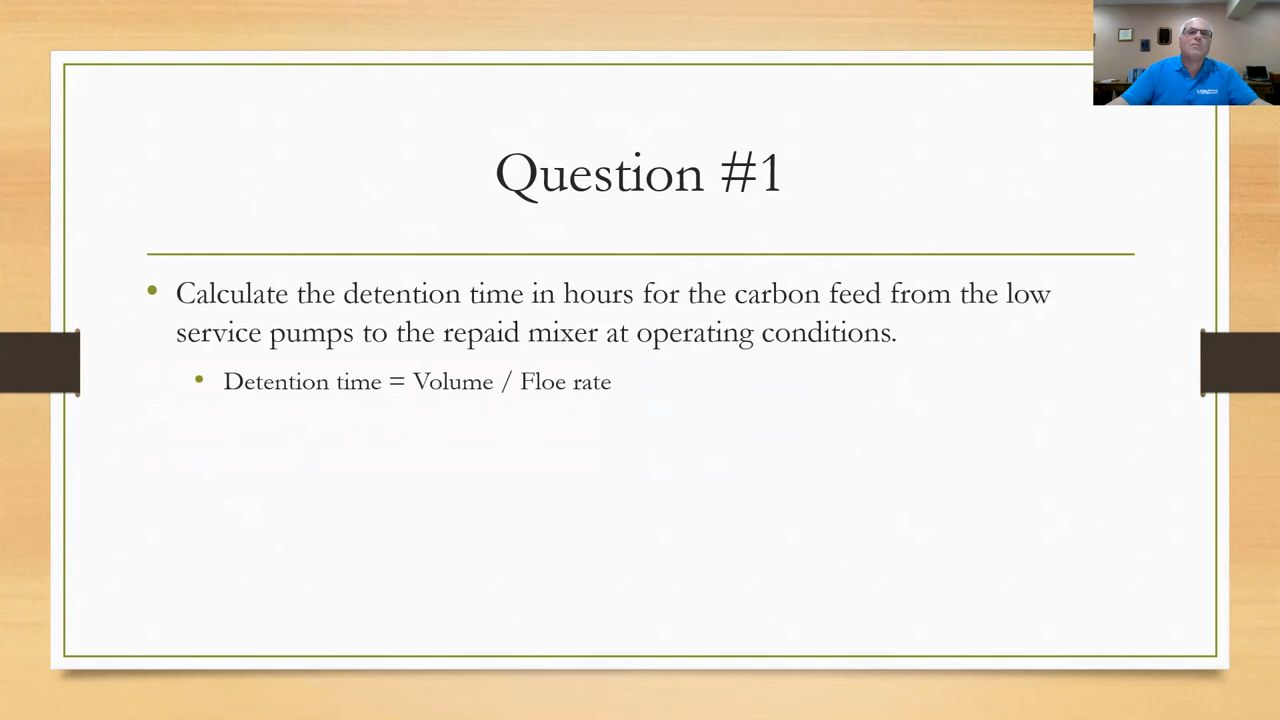 Question #1
• Calculate the detention time in hours for the carbon feed from the low
service pumps to the repaid mixer at operating conditions.
• Detention time = Volume / Floe rate